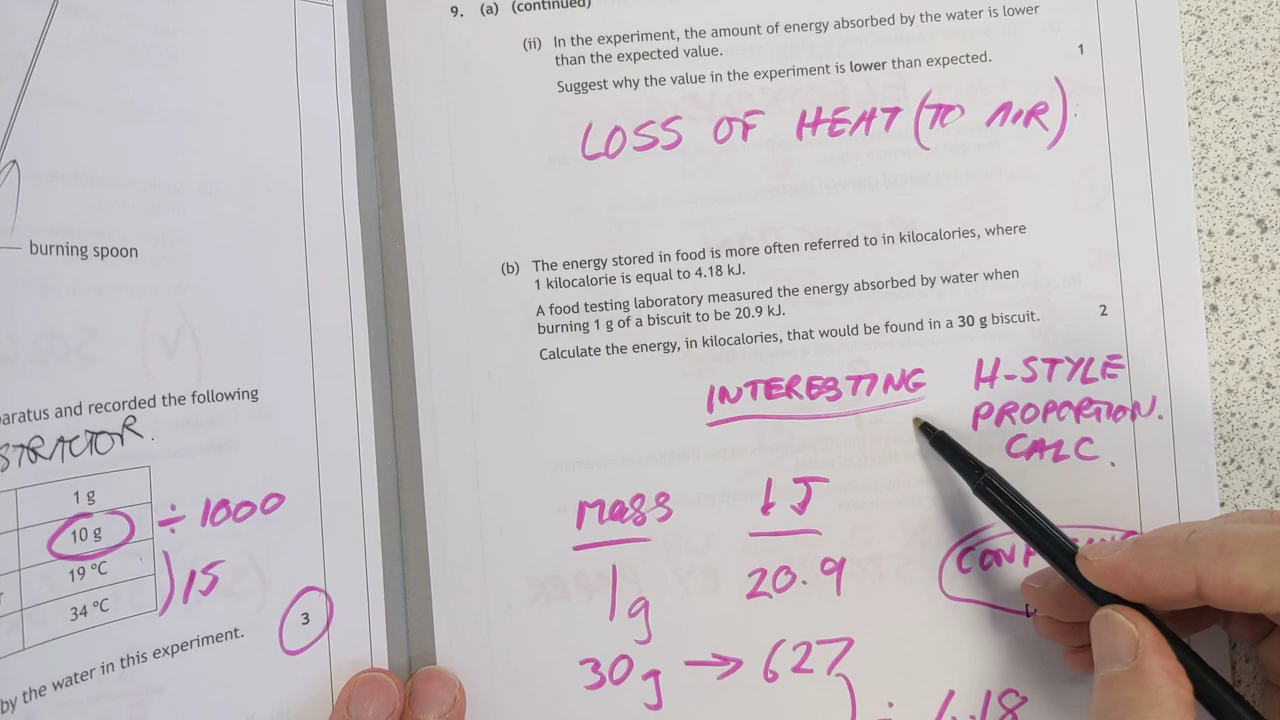 burning spoon
paratus and recorded the following
STRACTOR.
1 g
10 g
÷ 1000
19 °C
34 °C
) 15
3
by the water in this experiment.
9. (a) (continued)
(ii) In the experiment, the amount of energy absorbed by the water is lower
than the expected value.
Suggest why the value in the experiment is lower than expected. 1
LOSS OF HEAT (TO AIR)
(b) The energy stored in food is more often referred to in kilocalories, where
1 kilocalorie is equal to 4.18 kJ.
A food testing laboratory measured the energy absorbed by water when
burning 1 g of a biscuit to be 20.9 kJ.
Calculate the energy, in kilocalories, that would be found in a 30 g biscuit. 2
INTERESTING
H-STYLE
PROPORTION.
CALC.
mass kJ
1g 20.9
30g → 627
÷ 4.18